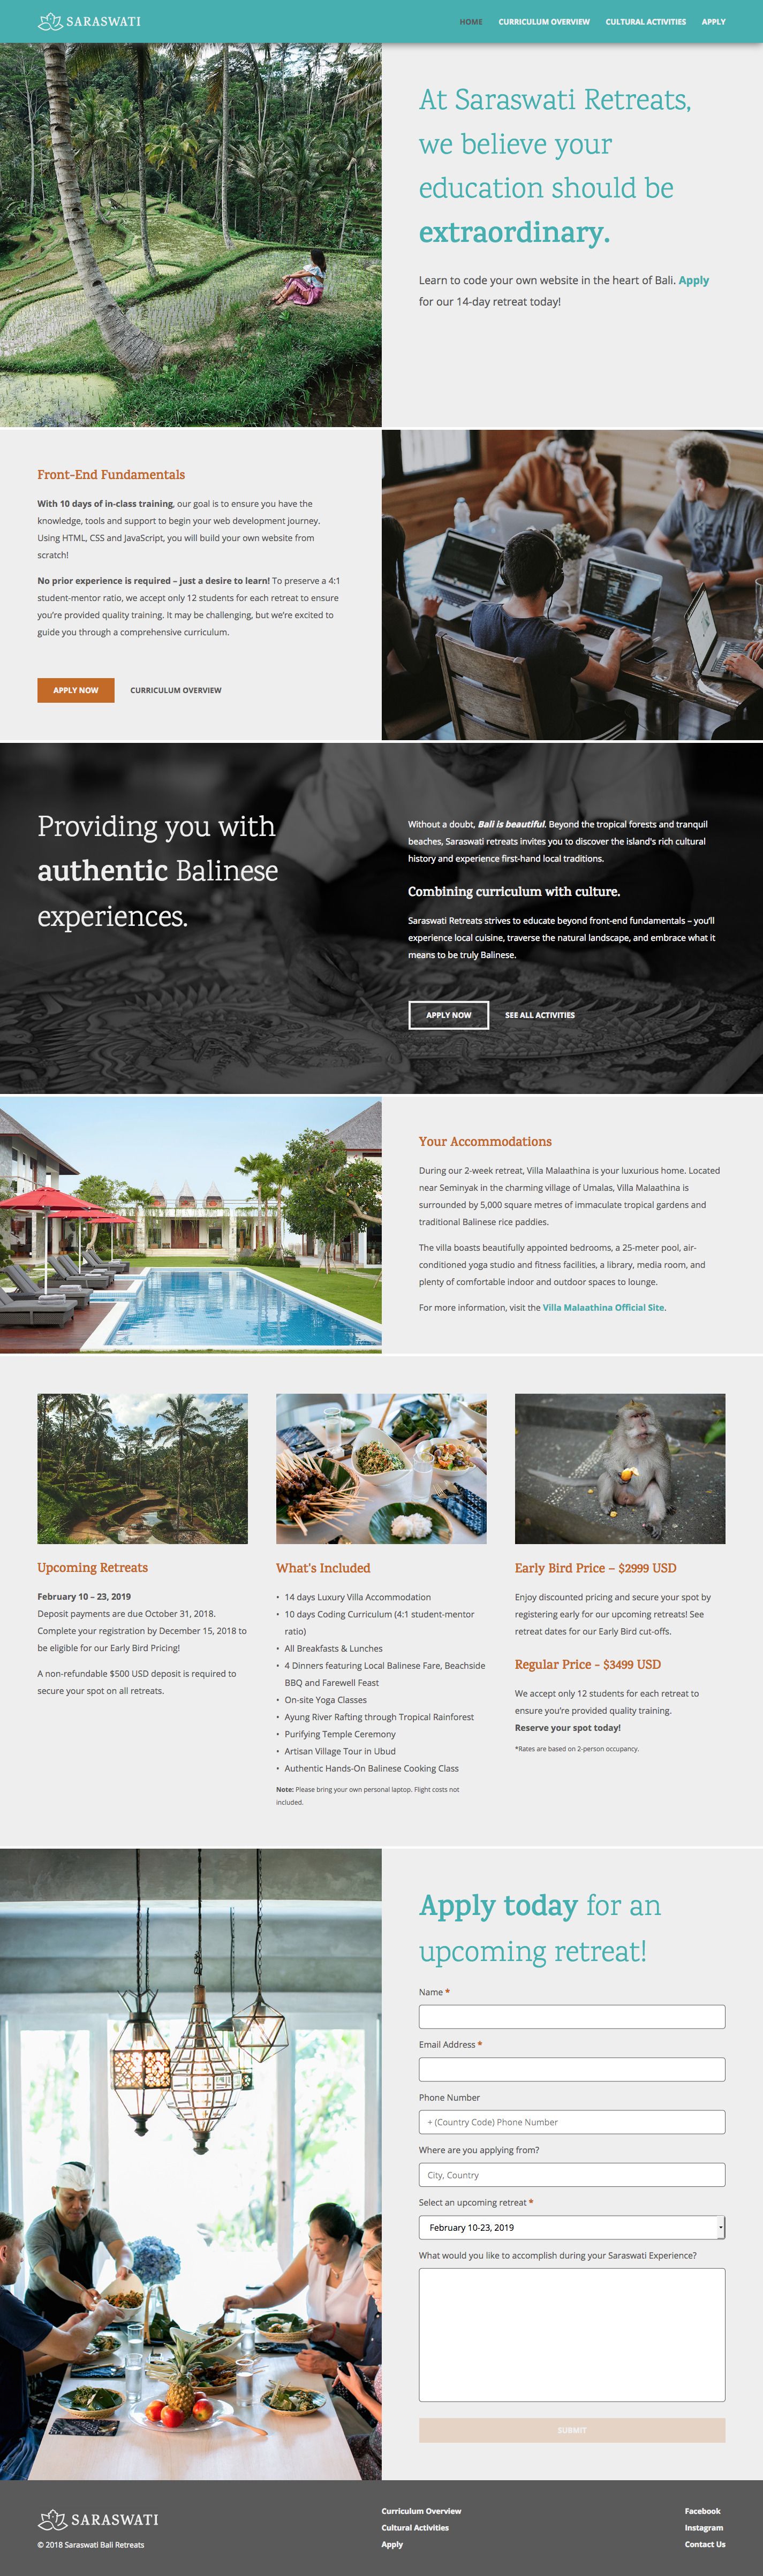 SARASWATI
HOME CURRICULUM OVERVIEW CULTURAL ACTIVITIES APPLY
At Saraswati Retreats,
we believe your
education should be
extraordinary.
Learn to code your own website in the heart of Bali. Apply
for our 14-day retreat today!
Front-End Fundamentals
With 10 days of in-class training, our goal is to ensure you have the
knowledge, tools and support to begin your web development journey.
Using HTML, CSS and JavaScript, you will build your own website from
scratch!
No prior experience is required – just a desire to learn! To preserve a 4:1
student-mentor ratio, we accept only 12 students for each retreat to ensure
you're provided quality training. It may be challenging, but we're excited to
guide you through a comprehensive curriculum.
APPLY NOW CURRICULUM OVERVIEW
Providing you with
authentic Balinese
experiences.
Without a doubt, Bali is beautiful. Beyond the tropical forests and tranquil
beaches, Saraswati retreats invites you to discover the island's rich cultural
history and experience first-hand local traditions.
Combining curriculum with culture.
Saraswati Retreats strives to educate beyond front-end fundamentals – you'll
experience local cuisine, traverse the natural landscape, and embrace what it
means to be truly Balinese.
APPLY NOW SEE ALL ACTIVITIES
Your Accommodations
During our 2-week retreat, Villa Malaathina is your luxurious home. Located
near Seminyak in the charming village of Umalas, Villa Malaathina is
surrounded by 5,000 square metres of immaculate tropical gardens and
traditional Balinese rice paddies.
The villa boasts beautifully appointed bedrooms, a 25-meter pool, air-
conditioned yoga studio and fitness facilities, a library, media room, and
plenty of comfortable indoor and outdoor spaces to lounge.
For more information, visit the Villa Malaathina Official Site.
Upcoming Retreats
February 10 – 23, 2019
Deposit payments are due October 31, 2018.
Complete your registration by December 15, 2018 to
be eligible for our Early Bird Pricing!
A non-refundable $500 USD deposit is required to
secure your spot on all retreats.
What's Included
• 14 days Luxury Villa Accommodation
• 10 days Coding Curriculum (4:1 student-mentor
ratio)
• All Breakfasts & Lunches
• 4 Dinners featuring Local Balinese Fare, Beachside
BBQ and Farewell Feast
• On-site Yoga Classes
• Ayung River Rafting through Tropical Rainforest
• Purifying Temple Ceremony
• Artisan Village Tour in Ubud
• Authentic Hands-On Balinese Cooking Class
Note: Please bring your own personal laptop. Flight costs not
included.
Early Bird Price – $2999 USD
Enjoy discounted pricing and secure your spot by
registering early for our upcoming retreats! See
retreat dates for our Early Bird cut-offs.
Regular Price - $3499 USD
We accept only 12 students for each retreat to
ensure you're provided quality training.
Reserve your spot today!
*Rates are based on 2-person occupancy.
Apply today for an
upcoming retreat!
Name *
Email Address *
Phone Number
+ (Country Code) Phone Number
Where are you applying from?
City, Country
Select an upcoming retreat *
February 10-23, 2019
What would you like to accomplish during your Saraswati Experience?
SUBMIT
SARASWATI
© 2018 Saraswati Bali Retreats
Curriculum Overview
Cultural Activities
Apply
Facebook
Instagram
Contact Us